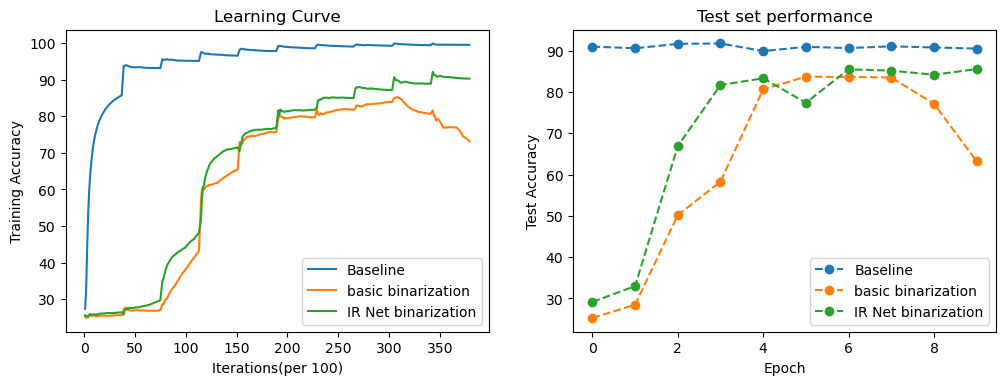 Learning Curve
Training Accuracy
100
90
80
70
60
50
40
30
0
50
100
150
200
250
300
350
Iterations(per 100)
Baseline
basic binarization
IR Net binarization
Test set performance
Test Accuracy
90
80
70
60
50
40
30
0
2
4
6
8
Epoch
Baseline
basic binarization
IR Net binarization